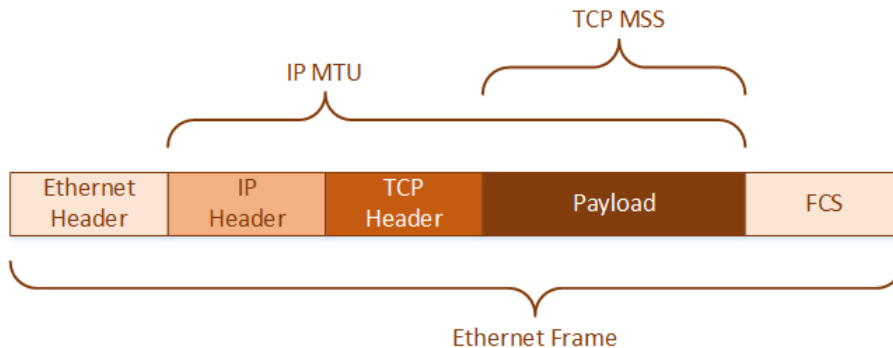 TCP MSS
IP MTU
Ethernet
Header
IP
Header
TCP
Header
Payload
FCS
Ethernet Frame